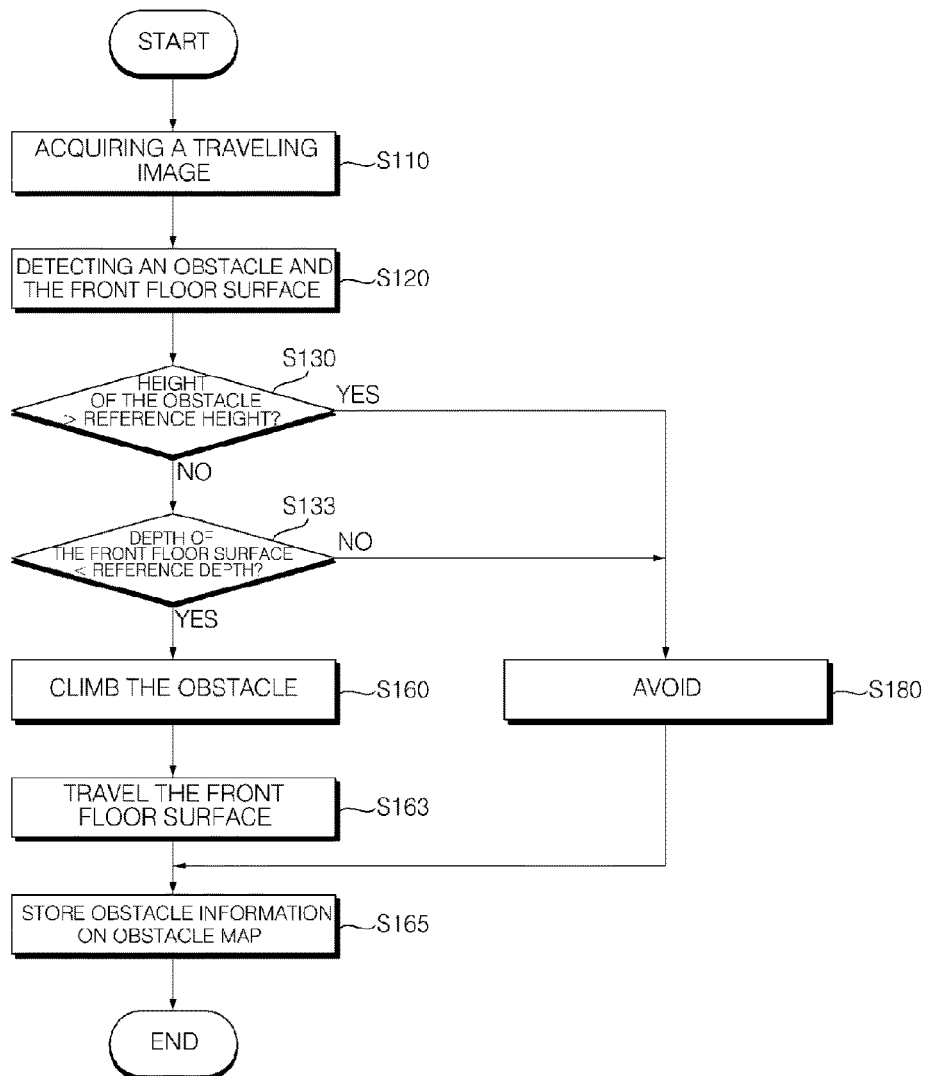 START
ACQUIRING A TRAVELING
IMAGE
S110
DETECTING AN OBSTACLE AND
THE FRONT FLOOR SURFACE
S120
S130
HEIGHT
OF THE OBSTACLE
> REFERENCE HEIGHT?
YES
NO
S133
DEPTH OF
THE FRONT FLOOR SURFACE
< REFERENCE DEPTH?
NO
YES
CLIMB THE OBSTACLE
S160
AVOID
S180
TRAVEL THE FRONT
FLOOR SURFACE
S163
STORE OBSTACLE INFORMATION
ON OBSTACLE MAP
S165
END